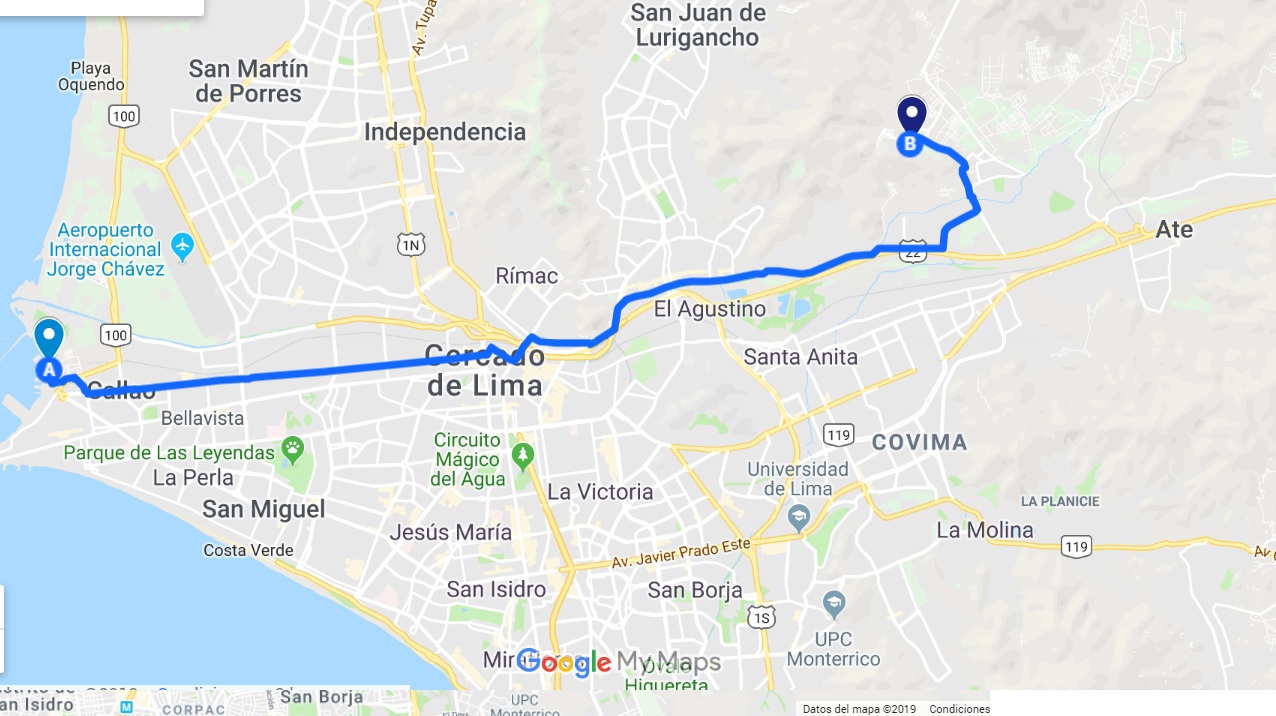 San Juan de
Lurigancho
Av. Tupa
Playa
Oquendo
San Martín
de Porres
100
Independencia
B
Aeropuerto
Internacional
Jorge Chávez
1N
22
Ate
Rímac
El Agustino
100
A
Callao
Cercado
de Lima
Santa Anita
Bellavista
Parque de Las Leyendas
La Perla
Circuito
Mágico
del Agua
119
COVIMA
Universidad
de Lima
La Victoria
San Miguel
LA PLANICIE
Jesús María
La Molina
Costa Verde
119
Av. Javier Prado Este
San Isidro
San Borja
1S
UPC
Monterrico
Google My Maps
Óvalo
Higuereta
San Borja
an Isidro
CORPAC
M
UPC
Monterrico
Datos del mapa ©2019 Condiciones